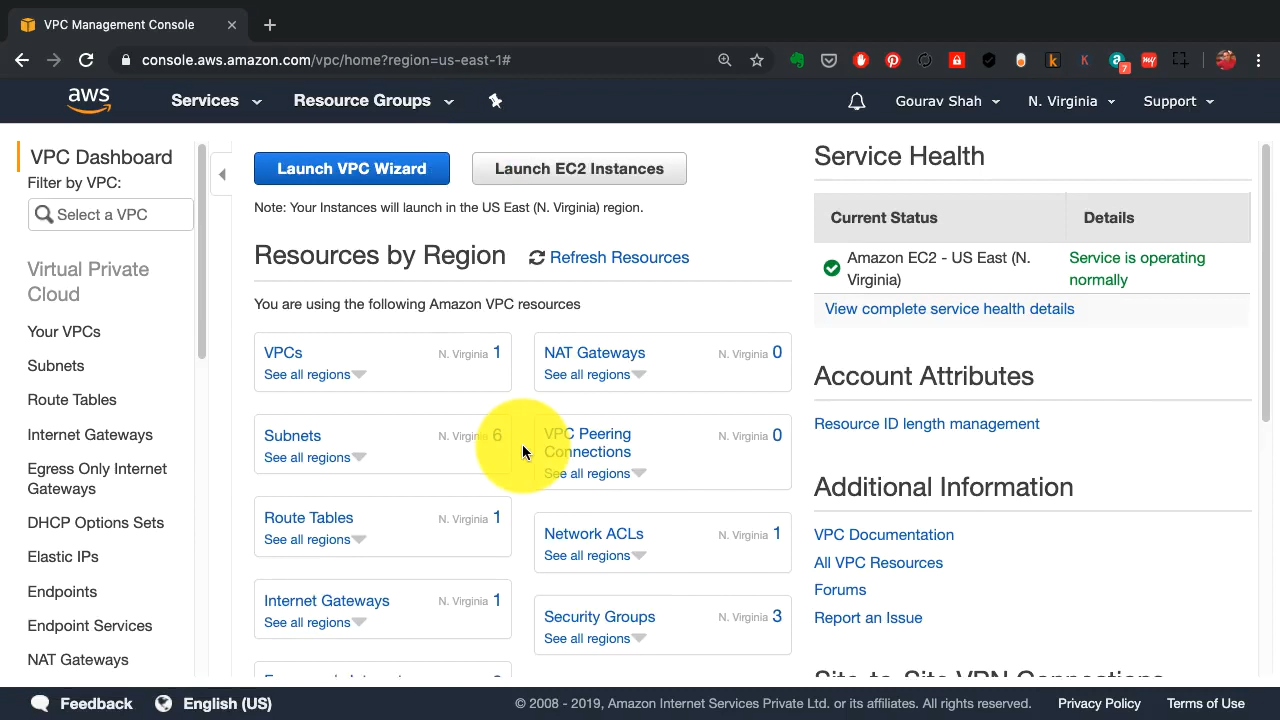 VPC Management Console
console.aws.amazon.com/vpc/home?region=us-east-1#
7
aws
Services
Resource Groups
Gourav Shah
N. Virginia
Support
VPC Dashboard
Filter by VPC:
Select a VPC
Virtual Private
Cloud
Your VPCs
Subnets
Route Tables
Internet Gateways
Egress Only Internet
Gateways
DHCP Options Sets
Elastic IPs
Endpoints
Endpoint Services
NAT Gateways
Launch VPC Wizard
Launch EC2 Instances
Note: Your Instances will launch in the US East (N. Virginia) region.
Resources by Region
Refresh Resources
You are using the following Amazon VPC resources
VPCs N. Virginia 1
See all regions
NAT Gateways N. Virginia 0
See all regions
Subnets N. Virginia 6
See all regions
VPC Peering
Connections N. Virginia 0
See all regions
Route Tables N. Virginia 1
See all regions
Network ACLs N. Virginia 1
See all regions
Internet Gateways N. Virginia 1
See all regions
Security Groups N. Virginia 3
See all regions
Service Health
Current Status Details
Amazon EC2 - US East (N.
Virginia)
Service is operating
normally
View complete service health details
Account Attributes
Resource ID length management
Additional Information
VPC Documentation
All VPC Resources
Forums
Report an Issue
Site-to-Site VPN Connections
Feedback
English (US)
© 2008 - 2019, Amazon Internet Services Private Ltd. or its affiliates. All rights reserved.
Privacy Policy
Terms of Use